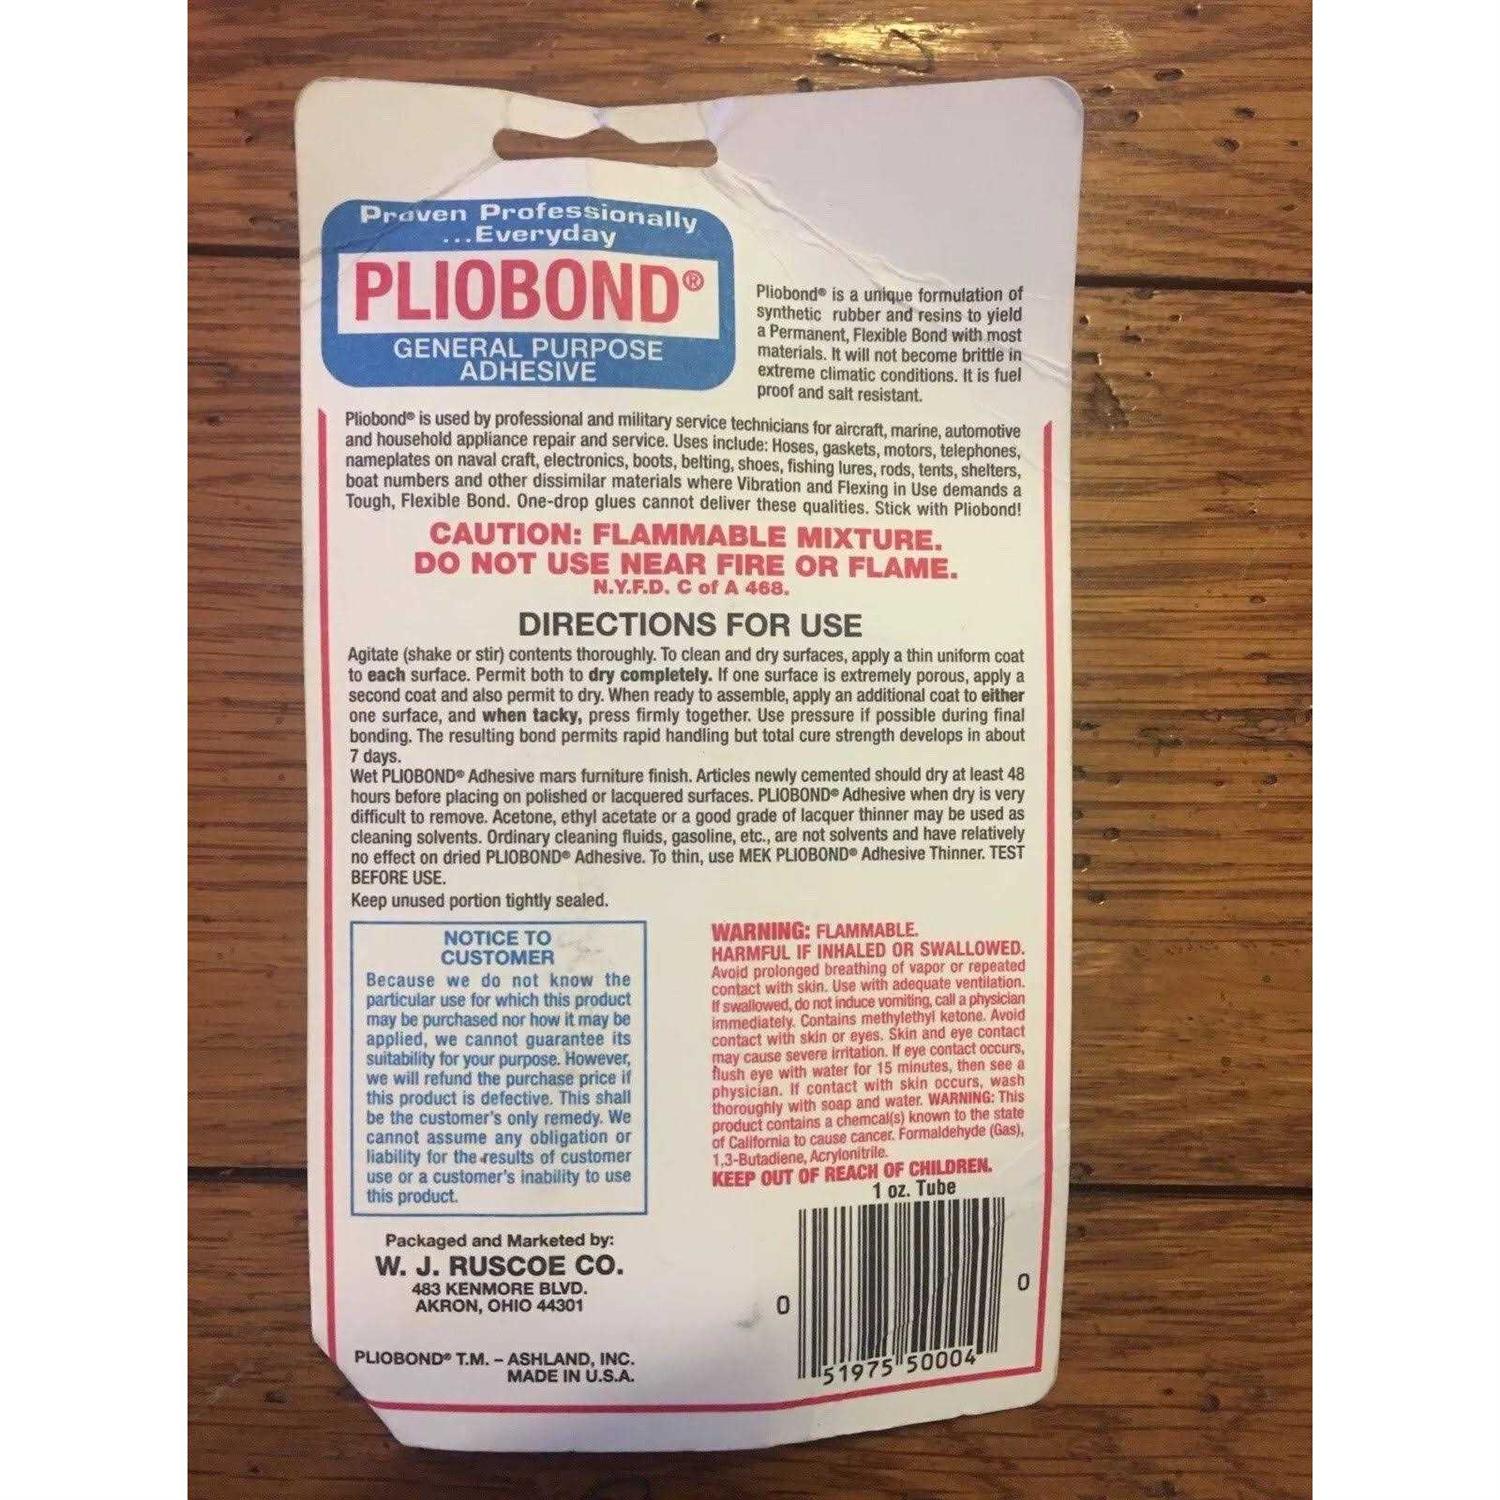 Proven Professionally
...Everyday
PLIOBOND®
GENERAL PURPOSE
ADHESIVE
Pliobond® is a unique formulation of
synthetic rubber and resins to yield
a Permanent, Flexible Bond with most
materials. It will not become brittle in
extreme climatic conditions. It is fuel
proof and salt resistant.
Pliobond® is used by professional and military service technicians for aircraft, marine, automotive
and household appliance repair and service. Uses include: Hoses, gaskets, motors, telephones,
nameplates on naval craft, electronics, boots, belting, shoes, fishing lures, rods, tents, shelters,
boat numbers and other dissimilar materials where Vibration and Flexing in Use demands a
Tough, Flexible Bond. One-drop glues cannot deliver these qualities. Stick with Pliobond!
CAUTION: FLAMMABLE MIXTURE.
DO NOT USE NEAR FIRE OR FLAME.
N.Y.F.D. C of A 468.
DIRECTIONS FOR USE
Agitate (shake or stir) contents thoroughly. To clean and dry surfaces, apply a thin uniform coat
to each surface. Permit both to dry completely. If one surface is extremely porous, apply a
second coat and also permit to dry. When ready to assemble, apply an additional coat to either
one surface, and when tacky, press firmly together. Use pressure if possible during final
bonding. The resulting bond permits rapid handling but total cure strength develops in about
7 days.
Wet PLIOBOND® Adhesive mars furniture finish. Articles newly cemented should dry at least 48
hours before placing on polished or lacquered surfaces. PLIOBOND® Adhesive when dry is very
difficult to remove. Acetone, ethyl acetate or a good grade of lacquer thinner may be used as
cleaning solvents. Ordinary cleaning fluids, gasoline, etc., are not solvents and have relatively
no effect on dried PLIOBOND® Adhesive. To thin, use MEK PLIOBOND® Adhesive Thinner. TEST
BEFORE USE.
Keep unused portion tightly sealed.
NOTICE TO
CUSTOMER
Because we do not know the
particular use for which this product
may be purchased nor how it may be
applied, we cannot guarantee its
suitability for your purpose. However,
we will refund the purchase price if
this product is defective. This shall
be the customer's only remedy. We
cannot assume any obligation or
liability for the results of customer
use or a customer's inability to use
this product.
WARNING: FLAMMABLE.
HARMFUL IF INHALED OR SWALLOWED.
Avoid prolonged breathing of vapor or repeated
contact with skin. Use with adequate ventilation.
If swallowed, do not induce vomiting, call a physician
immediately. Contains methylethyl ketone. Avoid
contact with skin or eyes. Skin and eye contact
may cause severe irritation. If eye contact occurs,
flush eye with water for 15 minutes, then see a
physician. If contact with skin occurs, wash
thoroughly with soap and water. WARNING: This
product contains a chemcal(s) known to the state
of California to cause cancer. Formaldehyde (Gas),
1,3-Butadiene, Acrylonitrile.
KEEP OUT OF REACH OF CHILDREN.
1 oz. Tube
Packaged and Marketed by:
W. J. RUSCOE CO.
483 KENMORE BLVD.
AKRON, OHIO 44301
PLIOBOND® T.M. – ASHLAND, INC.
MADE IN U.S.A.
0 51975 50004 0